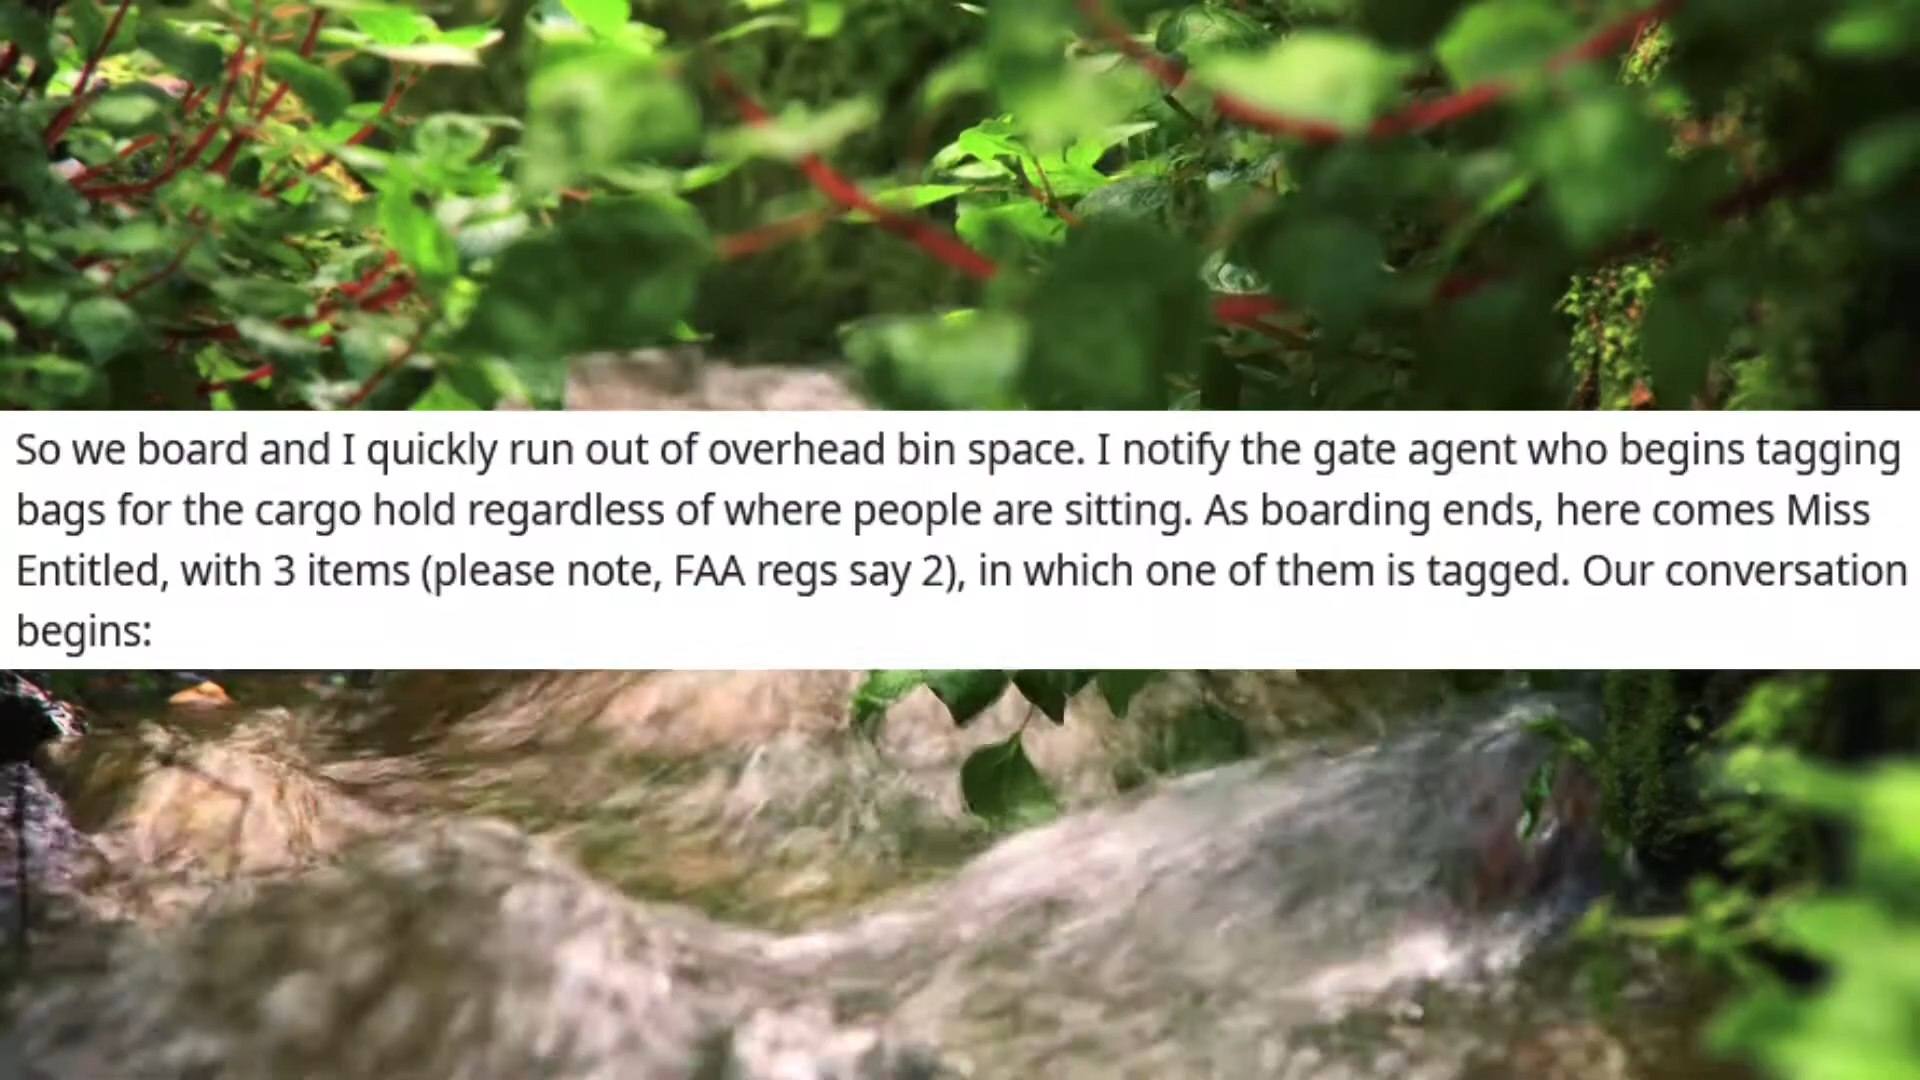 So we board and I quickly run out of overhead bin space. I notify the gate agent who begins tagging
bags for the cargo hold regardless of where people are sitting. As boarding ends, here comes Miss
Entitled, with 3 items (please note, FAA regs say 2), in which one of them is tagged. Our conversation
begins: